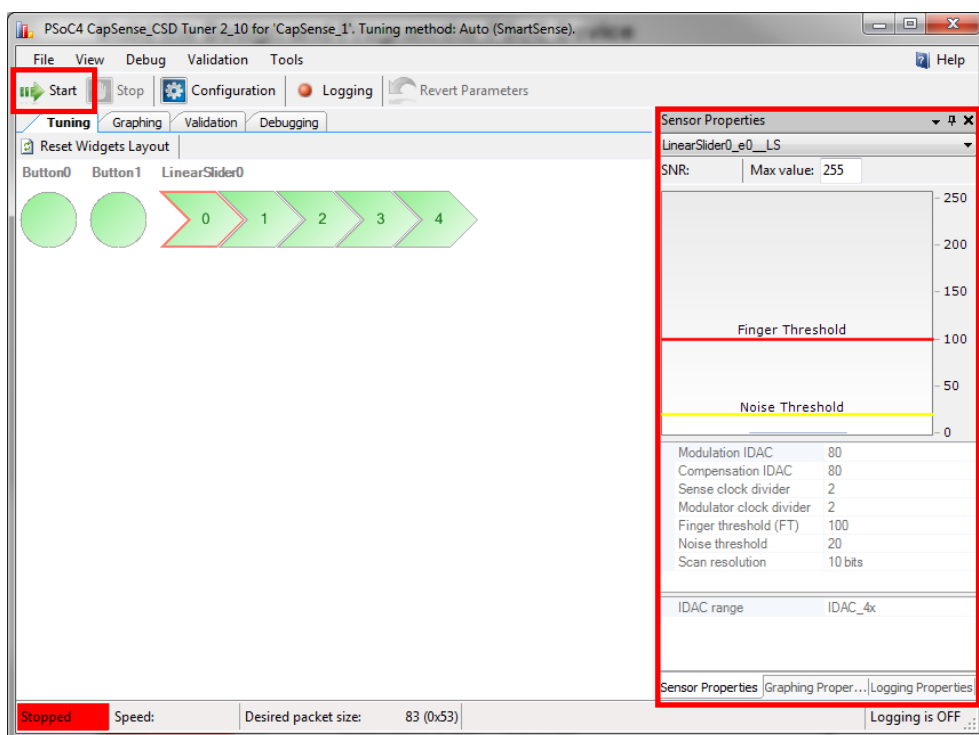 PSoC4 CapSense_CSD Tuner 2_10 for 'CapSense_1'. Tuning method: Auto (SmartSense).
File View Debug Validation Tools Help
Start Stop Configuration Logging Revert Parameters
Tuning Graphing Validation Debugging
Reset Widgets Layout
Button0 Button1 LinearSlider0
0 1 2 3 4
Sensor Properties
LinearSlider0_e0__LS
SNR: Max value: 255
250
200
150
Finger Threshold
100
50
Noise Threshold
0
Modulation IDAC 80
Compensation IDAC 80
Sense clock divider 2
Modulator clock divider 2
Finger threshold (FT) 100
Noise threshold 20
Scan resolution 10 bits
IDAC range IDAC_4x
Sensor Properties Graphing Proper... Logging Properties
Stopped Speed: Desired packet size: 83 (0x53) Logging is OFF